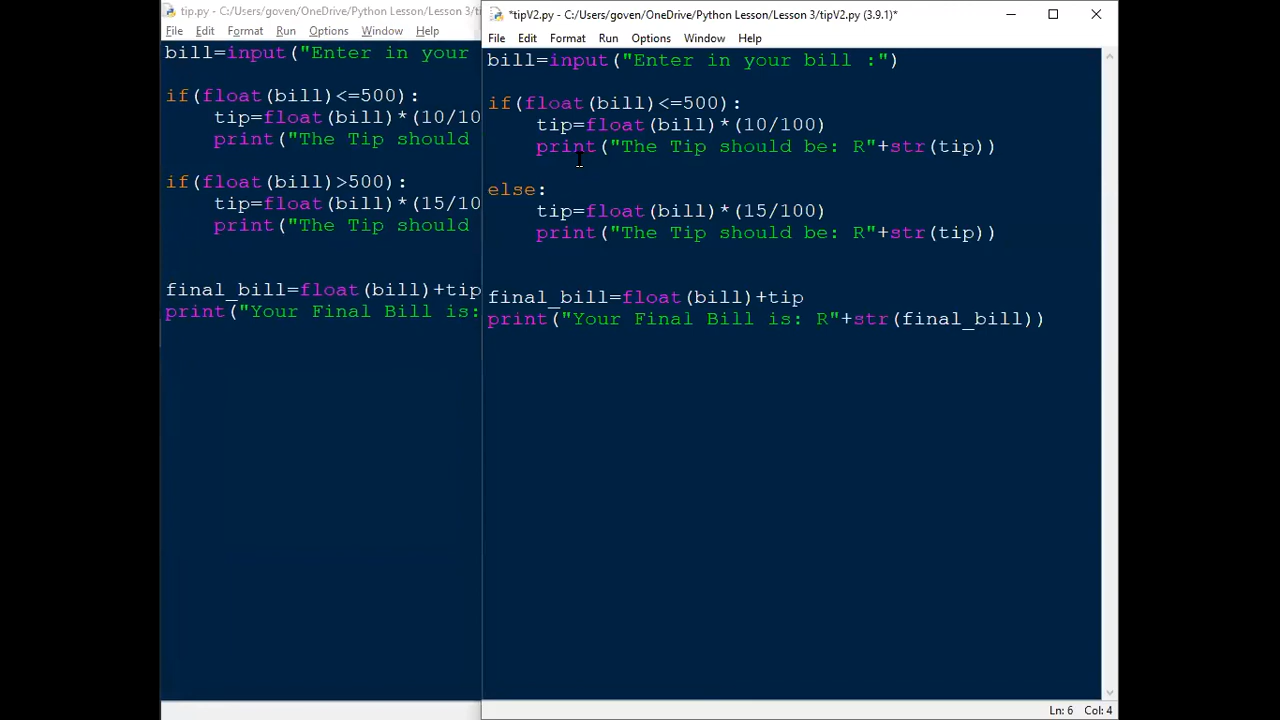 tip.py - C:/Users/goven/OneDrive/Python Lesson/Lesson 3/
File Edit Format Run Options Window Help
bill=input("Enter in your
if(float(bill)<=500):
tip=float(bill)*(10/10
print("The Tip should
if(float(bill)>500):
tip=float(bill)*(15/10
print("The Tip should
final_bill=float(bill)+tip
print("Your Final Bill is:
*tipV2.py - C:/Users/goven/OneDrive/Python Lesson/Lesson 3/tipV2.py (3.9.1)*
File Edit Format Run Options Window Help
bill=input("Enter in your bill :")
if(float(bill)<=500):
tip=float(bill)*(10/100)
print("The Tip should be: R"+str(tip))
else:
tip=float(bill)*(15/100)
print("The Tip should be: R"+str(tip))
final_bill=float(bill)+tip
print("Your Final Bill is: R"+str(final_bill))
Ln: 6 Col: 4